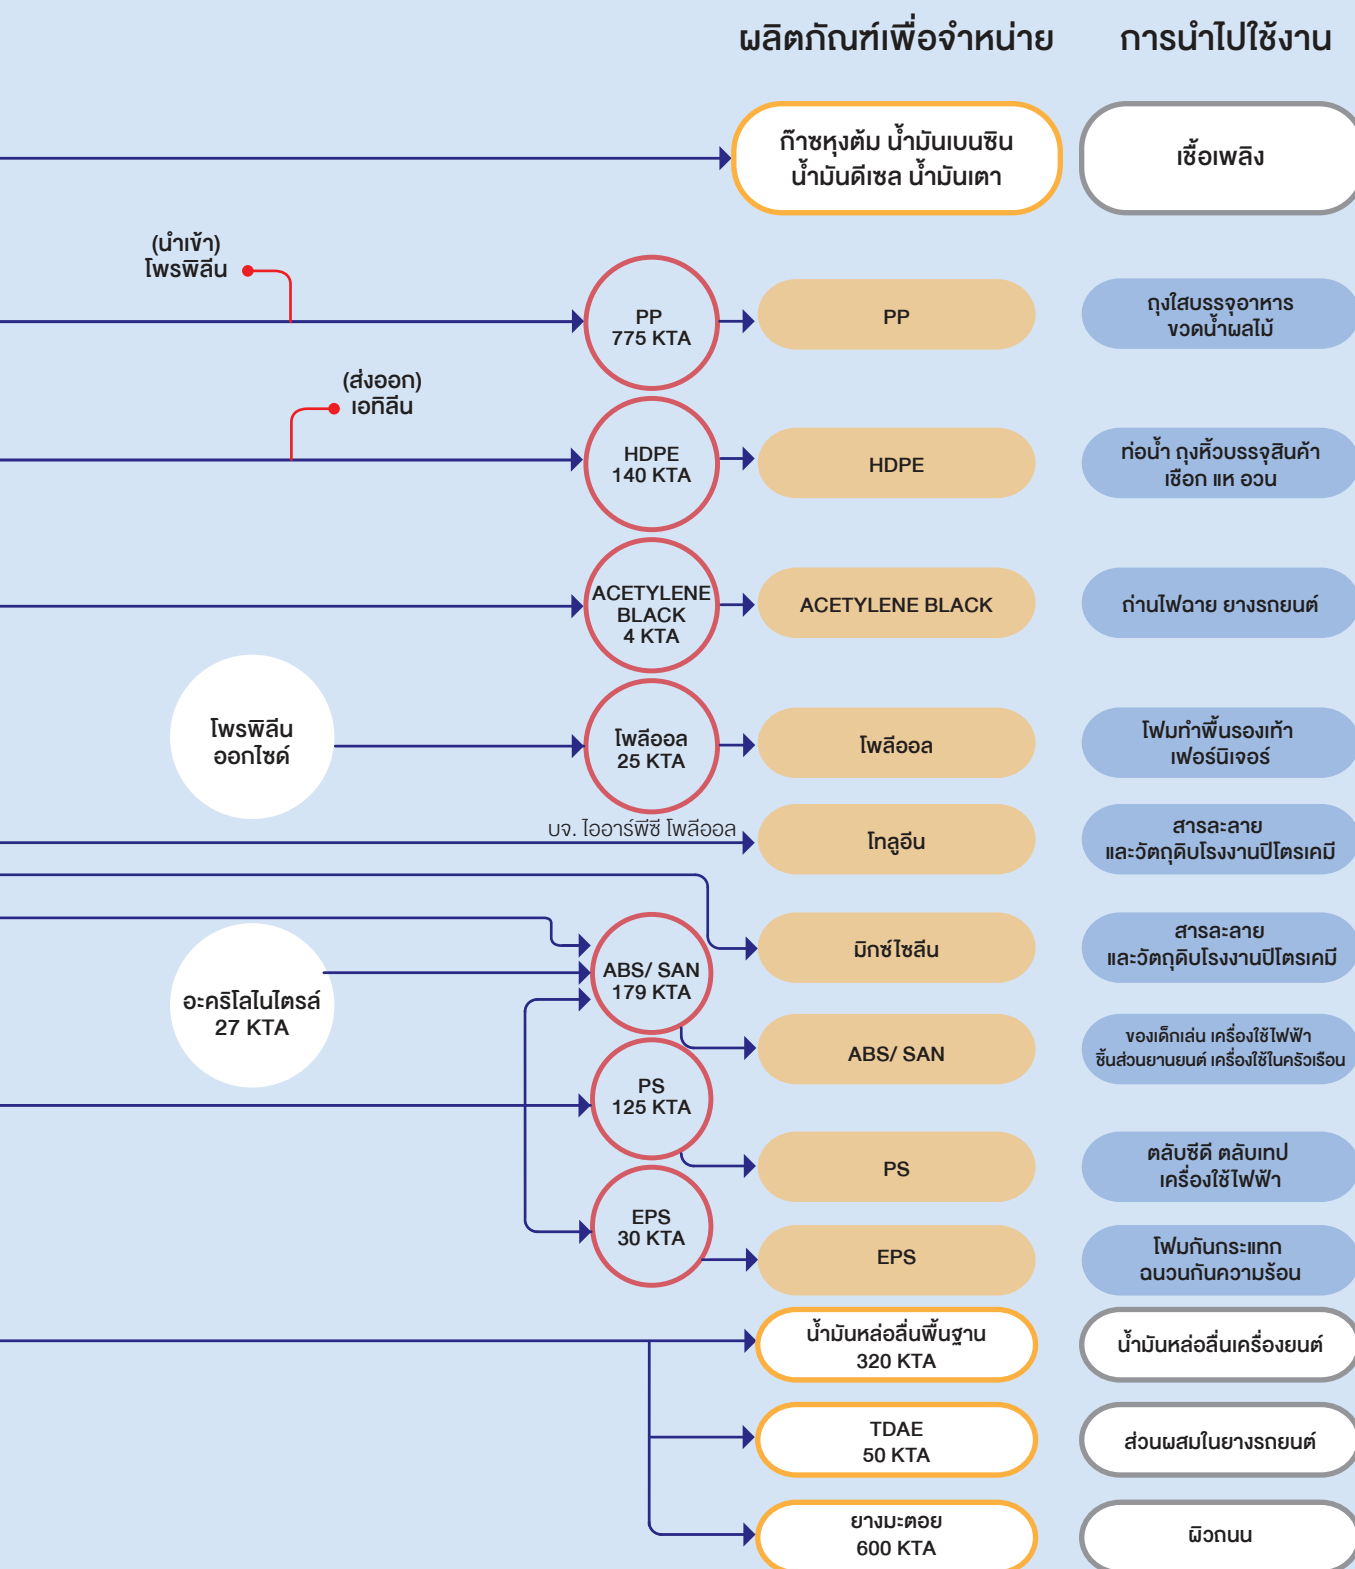 ผลิตภัณฑ์เพื่อจำหน่าย
การนำไปใช้งาน
ก๊าซหุงต้ม น้ำมันเบนซิน
น้ำมันดีเซล น้ำมันเตา
เชื้อเพลิง
(นำเข้า)
โพรพิลีน
PP
775 KTA
PP
ถุงใสบรรจุอาหาร
ขวดน้ำผลไม้
(ส่งออก)
เอทิลีน
HDPE
140 KTA
HDPE
ท่อน้ำ ถุงหิ้วบรรจุสินค้า
เชือก แห อวน
ACETYLENE
BLACK
4 KTA
ACETYLENE BLACK
ถ่านไฟฉาย ยางรถยนต์
โพรพิลีน
ออกไซด์
โพลีออล
25 KTA
โพลีออล
โฟมทำพื้นรองเท้า
เฟอร์นิเจอร์
บจ. ไออาร์พีซี โพลีออล
โทลูอีน
สารละลาย
และวัตถุดิบโรงงานปิโตรเคมี
มิกซ์ไซลีน
สารละลาย
และวัตถุดิบโรงงานปิโตรเคมี
อะคริโลไนไตรล์
27 KTA
ABS/ SAN
179 KTA
ABS/ SAN
ของเด็กเล่น เครื่องใช้ไฟฟ้า
ชิ้นส่วนยานยนต์ เครื่องใช้ในครัวเรือน
PS
125 KTA
PS
ตลับซีดี ตลับเทป
เครื่องใช้ไฟฟ้า
EPS
30 KTA
EPS
โฟมกันกระแทก
ฉนวนกันความร้อน
น้ำมันหล่อลื่นพื้นฐาน
320 KTA
น้ำมันหล่อลื่นเครื่องยนต์
TDAE
50 KTA
ส่วนผสมในยางรถยนต์
ยางมะตอย
600 KTA
ผิวถนน